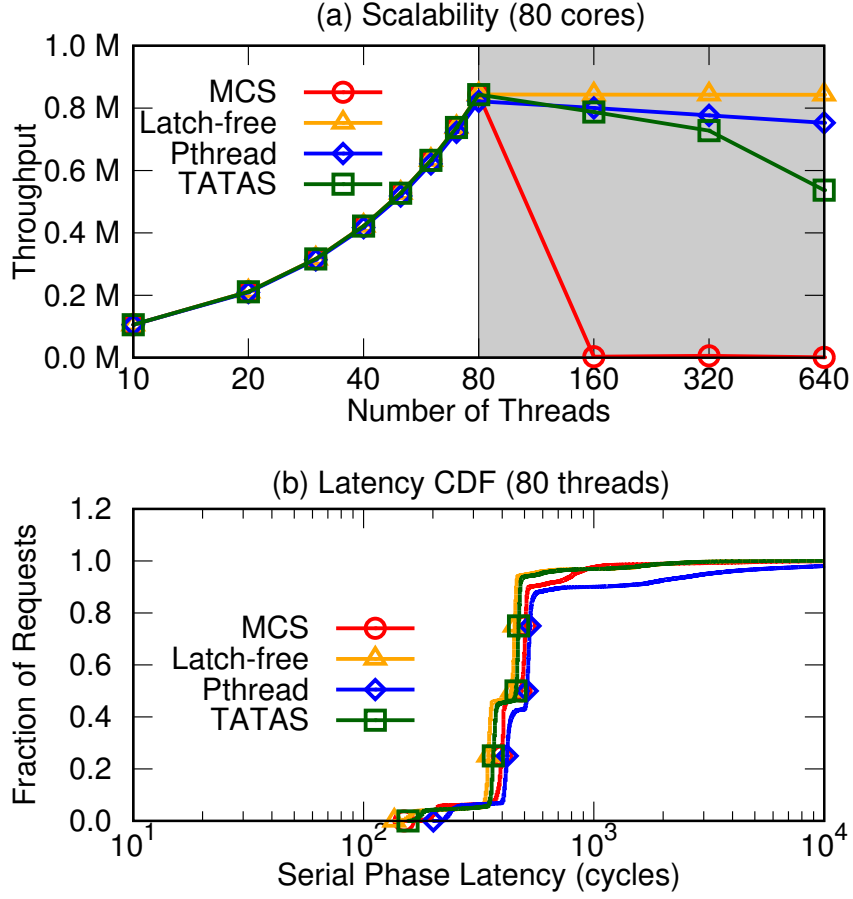 (a) Scalability (80 cores)
Throughput
1.0 M
0.8 M
0.6 M
0.4 M
0.2 M
0.0 M
MCS
Latch-free
Pthread
TATAS
10 20 40 80 160 320 640
Number of Threads
(b) Latency CDF (80 threads)
Fraction of Requests
1.2
1.0
0.8
0.6
0.4
0.2
0.0
MCS
Latch-free
Pthread
TATAS
10^1 10^2 10^3 10^4
Serial Phase Latency (cycles)